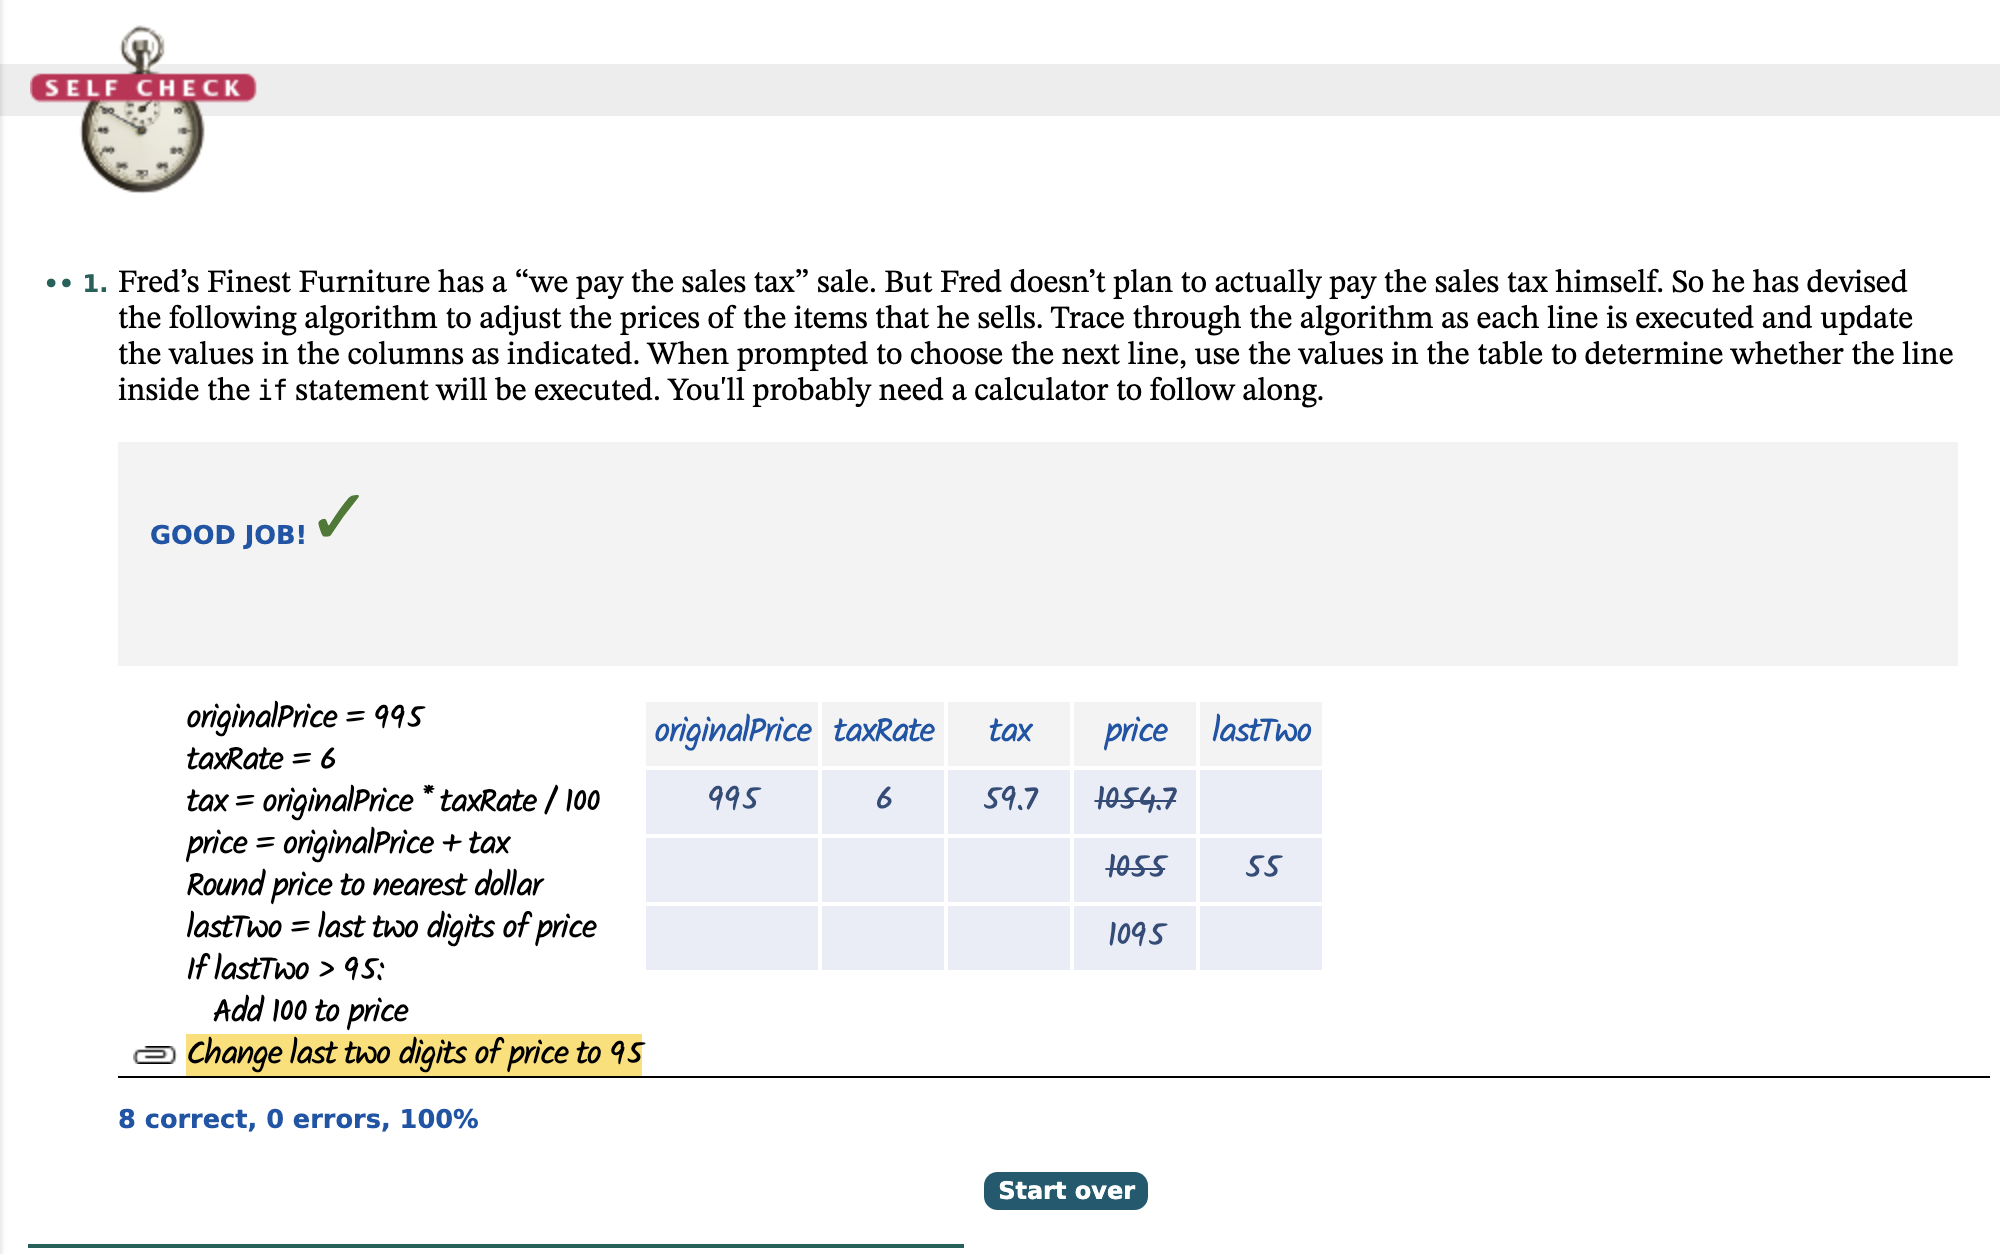 SELF CHECK
•• 1. Fred’s Finest Furniture has a “we pay the sales tax” sale. But Fred doesn’t plan to actually pay the sales tax himself. So he has devised
the following algorithm to adjust the prices of the items that he sells. Trace through the algorithm as each line is executed and update
the values in the columns as indicated. When prompted to choose the next line, use the values in the table to determine whether the line
inside the if statement will be executed. You'll probably need a calculator to follow along.
GOOD JOB! ✓
originalPrice = 995
taxRate = 6
tax = originalPrice * taxRate / 100
price = originalPrice + tax
Round price to nearest dollar
lastTwo = last two digits of price
If lastTwo > 95:
Add 100 to price
Change last two digits of price to 95
originalPrice taxRate tax price lastTwo
995 6 59.7 1054.7
1055 55
1095
8 correct, 0 errors, 100%
Start over